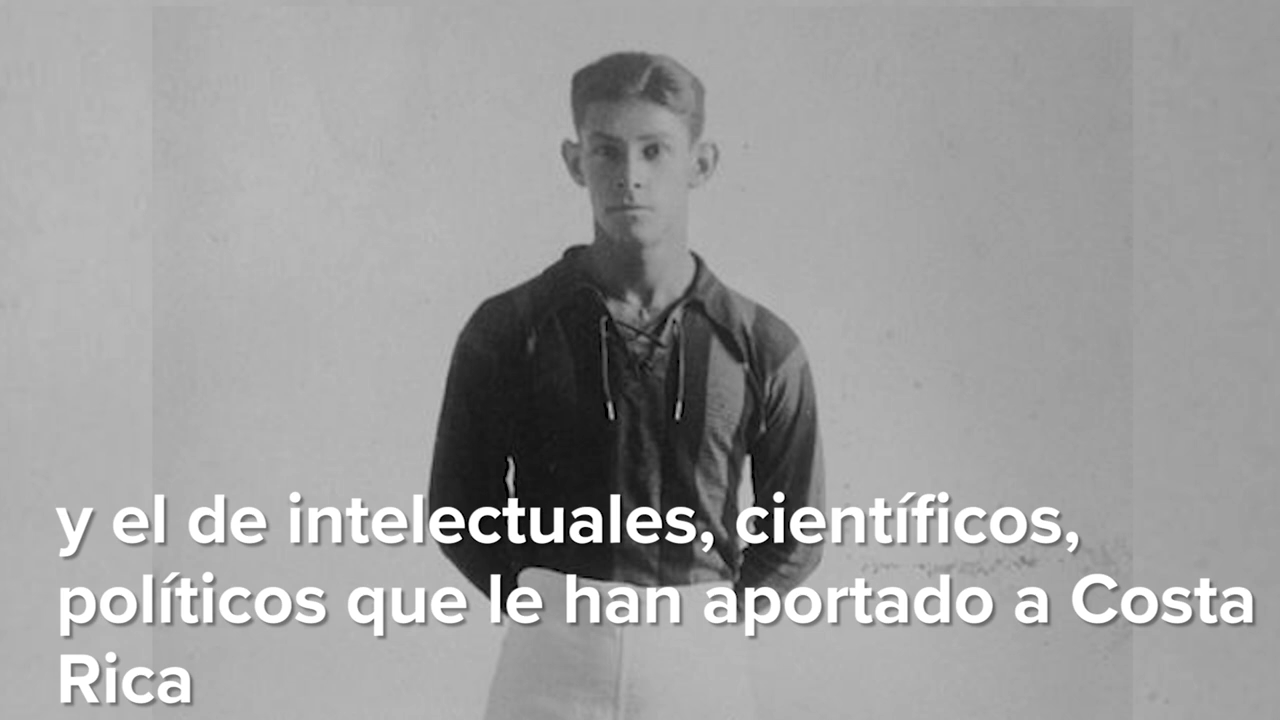 y el de intelectuales, científicos,
políticos que le han aportado a Costa
Rica